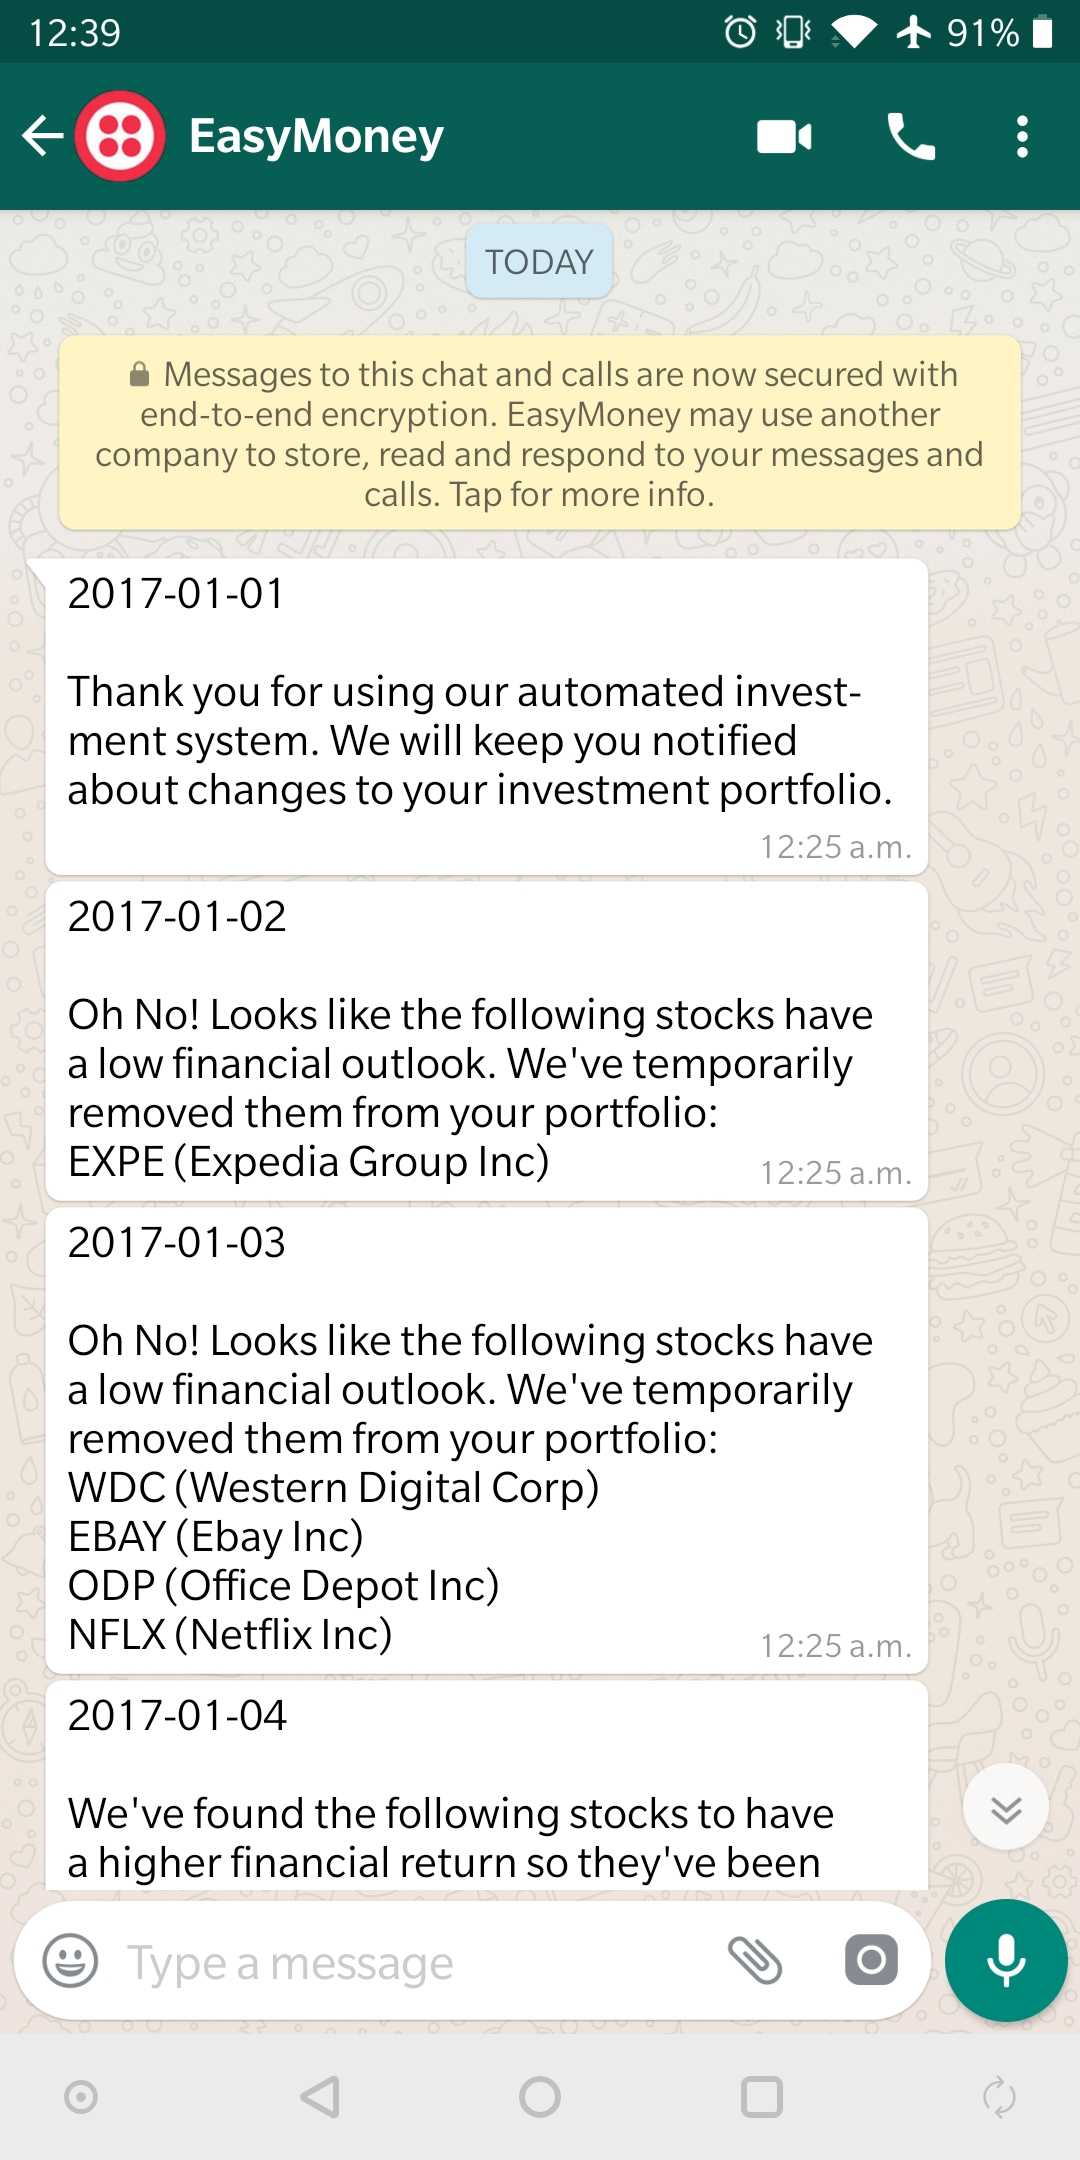 12:39
91%
EasyMoney
TODAY
Messages to this chat and calls are now secured with
end-to-end encryption. EasyMoney may use another
company to store, read and respond to your messages and
calls. Tap for more info.
2017-01-01
Thank you for using our automated invest-
ment system. We will keep you notified
about changes to your investment portfolio.
12:25 a.m.
2017-01-02
Oh No! Looks like the following stocks have
a low financial outlook. We've temporarily
removed them from your portfolio:
EXPE (Expedia Group Inc)
12:25 a.m.
2017-01-03
Oh No! Looks like the following stocks have
a low financial outlook. We've temporarily
removed them from your portfolio:
WDC (Western Digital Corp)
EBAY (Ebay Inc)
ODP (Office Depot Inc)
NFLX (Netflix Inc)
12:25 a.m.
2017-01-04
We've found the following stocks to have
a higher financial return so they've been
Type a message